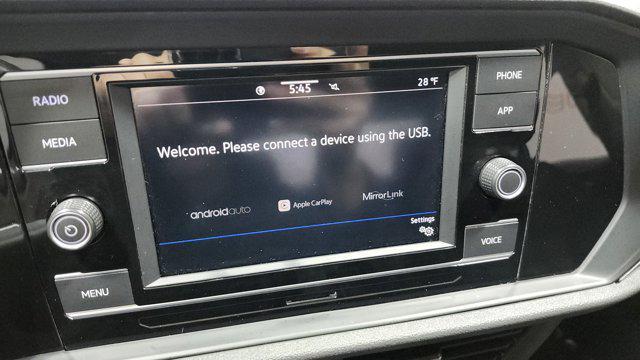 RADIO
MEDIA
MENU
5:45
28 °F
Welcome. Please connect a device using the USB.
androidauto
Apple CarPlay
MirrorLink
Settings
PHONE
APP
VOICE